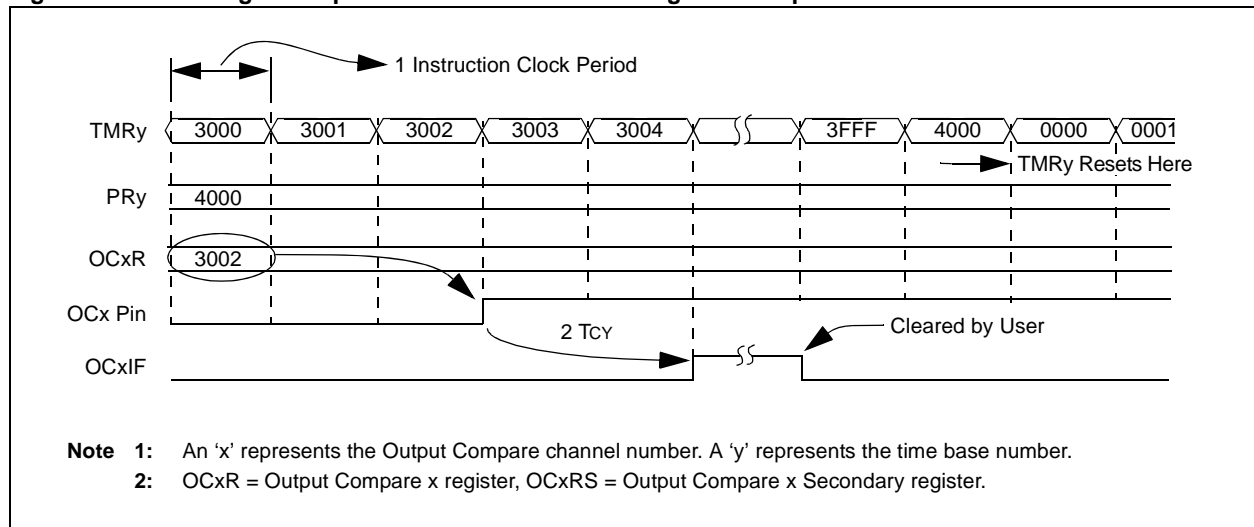 1 Instruction Clock Period
TMRy 3000 3001 3002 3003 3004 3FFF 4000 0000 0001
TMRy Resets Here
PRy 4000
OCxR 3002
OCx Pin
2 TCY
Cleared by User
OCxIF
Note 1: An ‘x’ represents the Output Compare channel number. A ‘y’ represents the time base number.
2: OCxR = Output Compare x register, OCxRS = Output Compare x Secondary register.